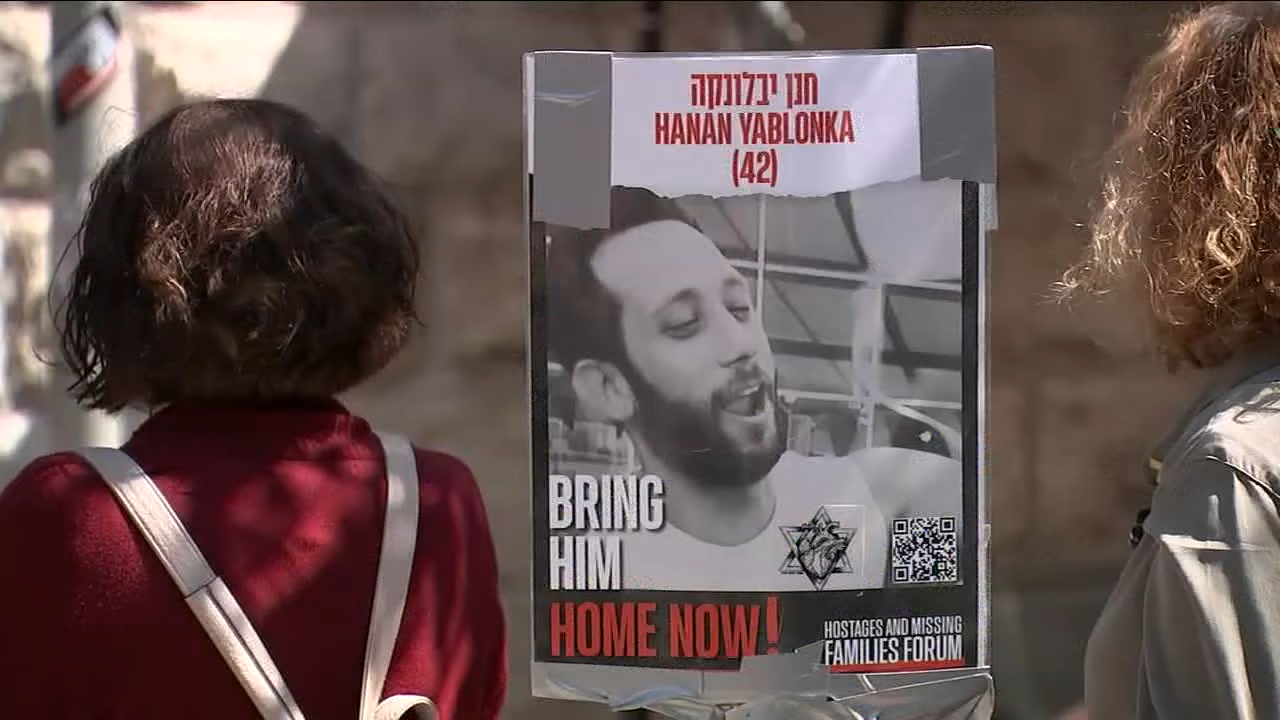 חנן יבלונקה
HANAN YABLONKA
(42)
BRING
HIM
HOME NOW!
HOSTAGES AND MISSING
FAMILIES FORUM